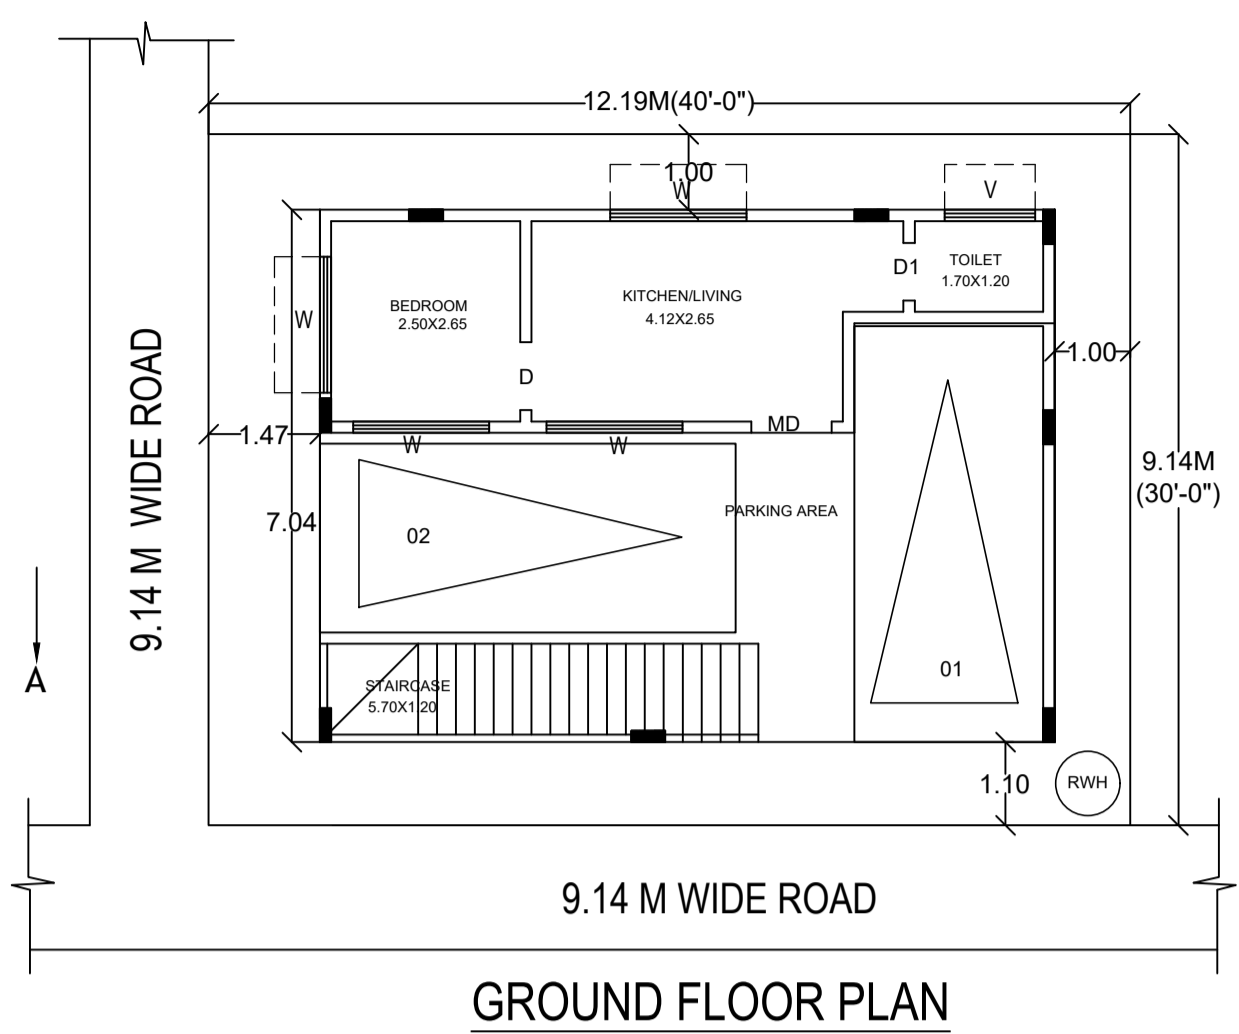 12.19M(40'-0")
1.00
W
V
D1
TOILET
1.70X1.20
KITCHEN/LIVING
4.12X2.65
BEDROOM
2.50X2.65
W
1.00
D
MD
1.47
W
W
9.14M
(30'-0")
7.04
PARKING AREA
02
9.14 M WIDE ROAD
A
STAIRCASE
5.70X1.20
01
1.10
RWH
9.14 M WIDE ROAD
GROUND FLOOR PLAN